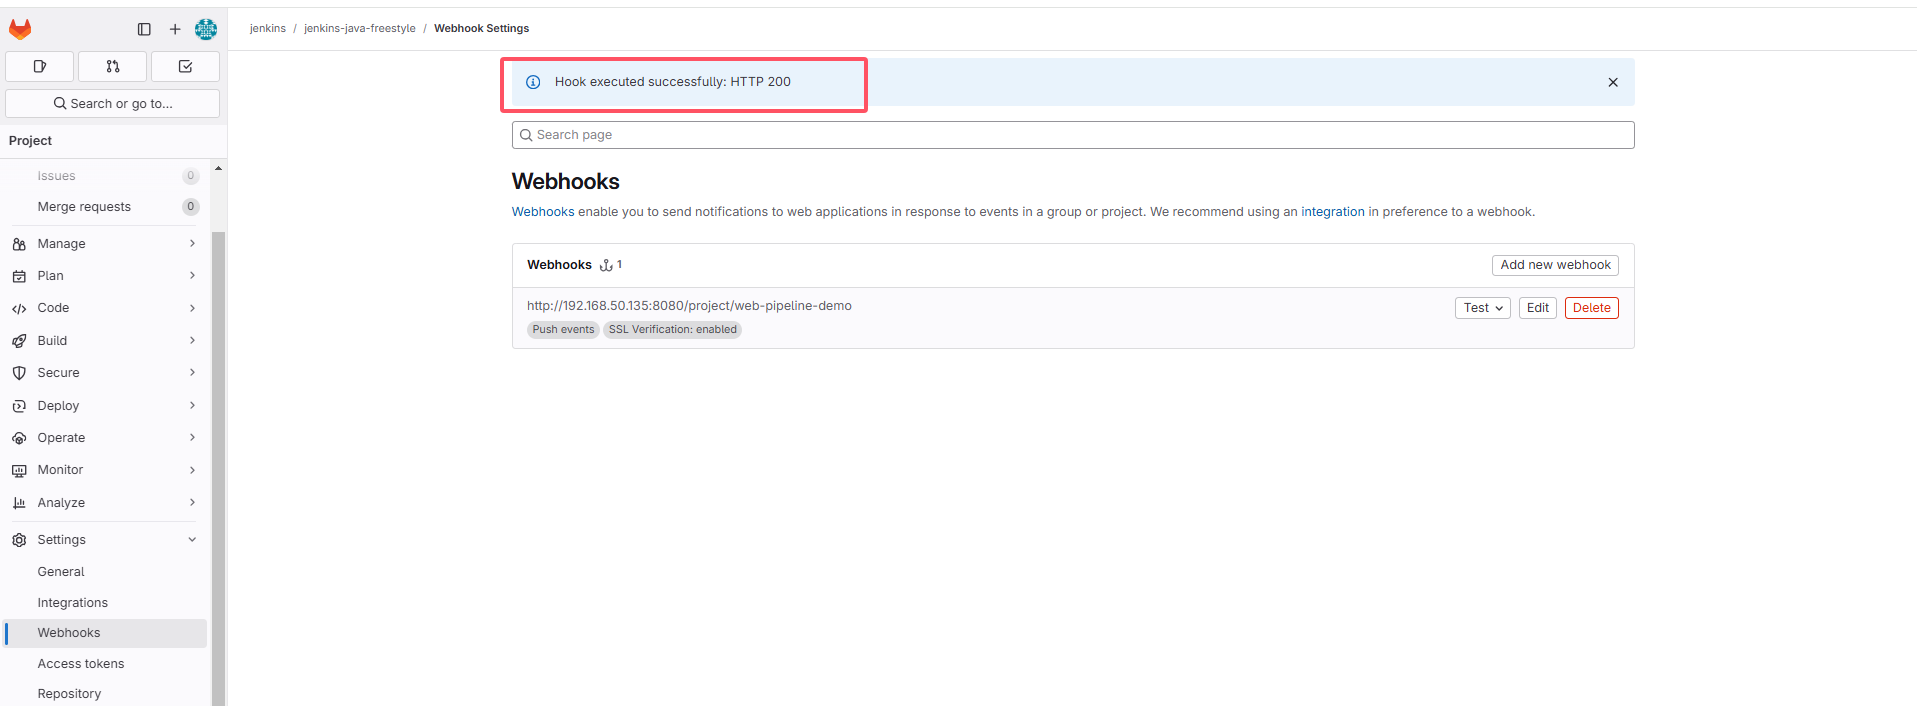 jenkins / jenkins-java-freestyle / Webhook Settings
Search or go to...
Project
Issues 0
Merge requests 0
Manage
Plan
Code
Build
Secure
Deploy
Operate
Monitor
Analyze
Settings
General
Integrations
Webhooks
Access tokens
Repository
Hook executed successfully: HTTP 200
Search page
Webhooks
Webhooks enable you to send notifications to web applications in response to events in a group or project. We recommend using an integration in preference to a webhook.
Webhooks 1 Add new webhook
http://192.168.50.135:8080/project/web-pipeline-demo Test Edit Delete
Push events SSL Verification: enabled